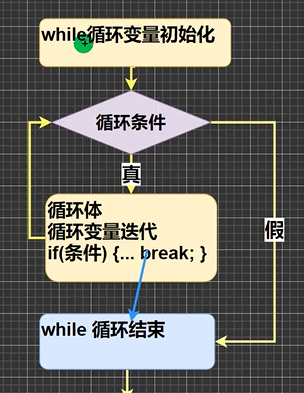 while循环变量初始化
循环条件
真
循环体
循环变量迭代
if(条件) {... break; }
假
while 循环结束